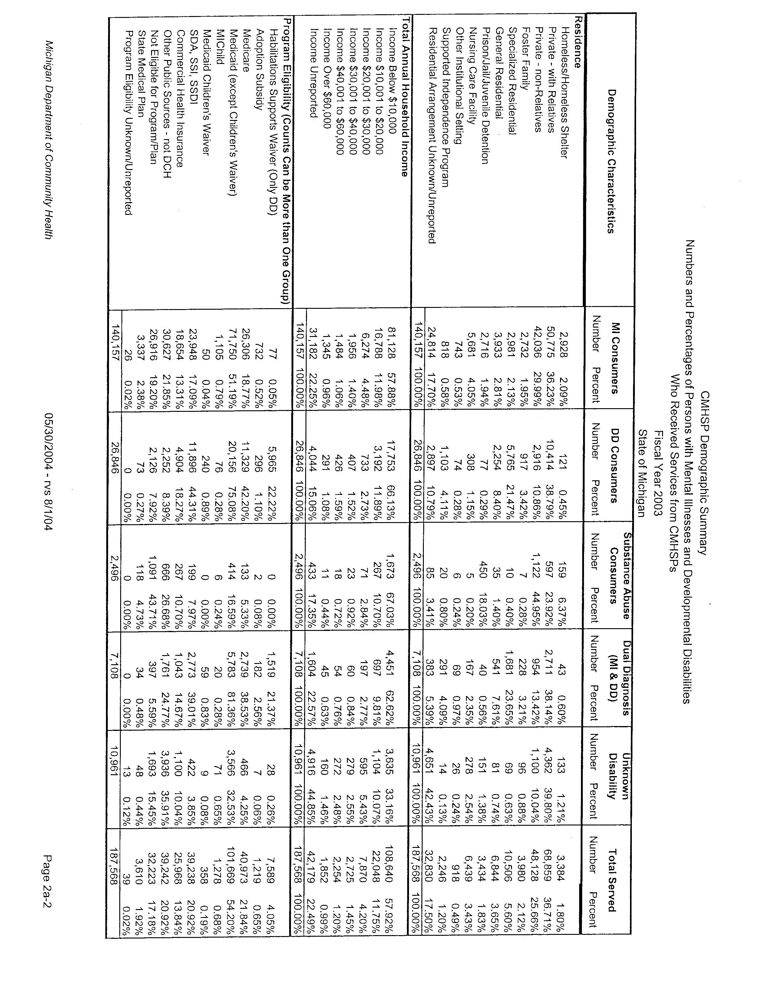 CMHSP Demographic Summary
Numbers and Percentages of Persons with Mental Illnesses and Developmental Disabilities
Who Received Services from CMHSPs
Fiscal Year 2003
State of Michigan
Demographic Characteristics MI Consumers DD Consumers Substance Abuse Consumers Dual Diagnosis (MI & DD) Unknown Disability Total Served
Number Percent Number Percent Number Percent Number Percent Number Percent Number Percent
Residence
Homeless/Homeless Shelter 2,928 2.09% 121 0.45% 159 6.37% 43 0.60% 133 1.21% 3,384 1.80%
Private - with Relatives 50,775 36.23% 10,414 38.79% 597 23.92% 2,711 38.14% 4,362 39.80% 68,859 36.71%
Private - non-Relatives 42,036 29.99% 2,916 10.86% 1,122 44.95% 954 13.42% 1,100 10.04% 48,128 25.66%
Foster Family 2,732 1.95% 917 3.42% 7 0.28% 228 3.21% 96 0.88% 3,980 2.12%
Specialized Residential 2,981 2.13% 5,765 21.47% 10 0.40% 1,681 23.65% 69 0.63% 10,506 5.60%
General Residential 3,933 2.81% 2,254 8.40% 35 1.40% 541 7.61% 81 0.74% 6,844 3.65%
Prison/Jail/Juvenile Detention 2,716 1.94% 77 0.29% 450 18.03% 40 0.56% 151 1.38% 3,434 1.83%
Nursing Care Facility 5,681 4.05% 308 1.15% 5 0.20% 167 2.35% 278 2.54% 6,439 3.43%
Other Institutional Setting 743 0.53% 74 0.28% 6 0.24% 69 0.97% 26 0.24% 918 0.49%
Supported Independence Program 818 0.58% 1,103 4.11% 20 0.80% 291 4.09% 14 0.13% 2,246 1.20%
Residential Arrangement Unknown/Unreported 24,814 17.70% 2,897 10.79% 85 3.41% 383 5.39% 4,651 42.43% 32,830 17.50%
140,157 100.00% 26,846 100.00% 2,496 100.00% 7,108 100.00% 10,961 100.00% 187,568 100.00%
Total Annual Household Income
Income Below $10,000 81,128 57.88% 17,753 66.13% 1,673 67.03% 4,451 62.62% 3,635 33.16% 108,640 57.92%
Income $10,001 to $20,000 16,788 11.98% 3,192 11.89% 267 10.70% 697 9.81% 1,104 10.07% 22,048 11.75%
Income $20,001 to $30,000 6,274 4.48% 733 2.73% 71 2.84% 197 2.77% 595 5.43% 7,870 4.20%
Income $30,001 to $40,000 1,956 1.40% 407 1.52% 23 0.92% 60 0.84% 279 2.55% 2,725 1.45%
Income $40,001 to $60,000 1,484 1.06% 426 1.59% 18 0.72% 54 0.76% 272 2.48% 2,254 1.20%
Income Over $60,000 1,345 0.96% 291 1.08% 11 0.44% 45 0.63% 160 1.46% 1,852 0.99%
Income Unreported 31,182 22.25% 4,044 15.06% 433 17.35% 1,604 22.57% 4,916 44.85% 42,179 22.49%
140,157 100.00% 26,846 100.00% 2,496 100.00% 7,108 100.00% 10,961 100.00% 187,568 100.00%
Program Eligibility (Counts Can be More than One Group)
Habilitations Supports Waiver (Only DD) 77 0.05% 5,965 22.22% 0 0.00% 1,519 21.37% 28 0.26% 7,589 4.05%
Adoption Subsidy 732 0.52% 296 1.10% 2 0.08% 182 2.56% 7 0.06% 1,219 0.65%
Medicare 26,306 18.77% 11,329 42.20% 133 5.33% 2,739 38.53% 466 4.25% 40,973 21.84%
Medicaid (except Children's Waiver) 71,750 51.19% 20,156 75.08% 414 16.59% 5,783 81.36% 3,566 32.53% 101,669 54.20%
MIChild 1,105 0.79% 76 0.28% 6 0.24% 20 0.28% 71 0.65% 1,278 0.68%
Medicaid Children's Waiver 50 0.04% 240 0.89% 0 0.00% 59 0.83% 9 0.08% 358 0.19%
SDA, SSI, SSDI 23,948 17.09% 11,896 44.31% 199 7.97% 2,773 39.01% 422 3.85% 39,238 20.92%
Commercial Health Insurance 18,654 13.31% 4,904 18.27% 267 10.70% 1,043 14.67% 1,100 10.04% 25,968 13.84%
Other Public Sources - not DCH 30,627 21.85% 2,252 8.39% 666 26.68% 1,761 24.77% 3,936 35.91% 39,242 20.92%
Not Eligible for Program/Plan 26,916 19.20% 2,126 7.92% 1,091 43.71% 397 5.59% 1,693 15.45% 32,223 17.18%
State Medical Plan 3,337 2.38% 73 0.27% 118 4.73% 34 0.48% 48 0.44% 3,610 1.92%
Program Eligibility Unknown/Unreported 26 0.02% 0 0.00% 0 0.00% 0 0.00% 13 0.12% 39 0.02%
140,157 26,846 2,496 7,108 10,961 187,568
Michigan Department of Community Health 05/30/2004 - rvs 8/1/04 Page 2a-2